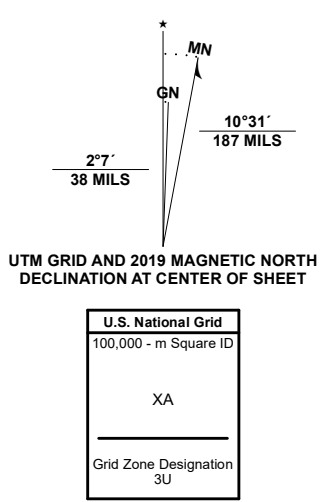 ★
MN
GN
10°31´
187 MILS
2°7´
38 MILS
UTM GRID AND 2019 MAGNETIC NORTH
DECLINATION AT CENTER OF SHEET
U.S. National Grid
100,000 - m Square ID
XA
Grid Zone Designation
3U